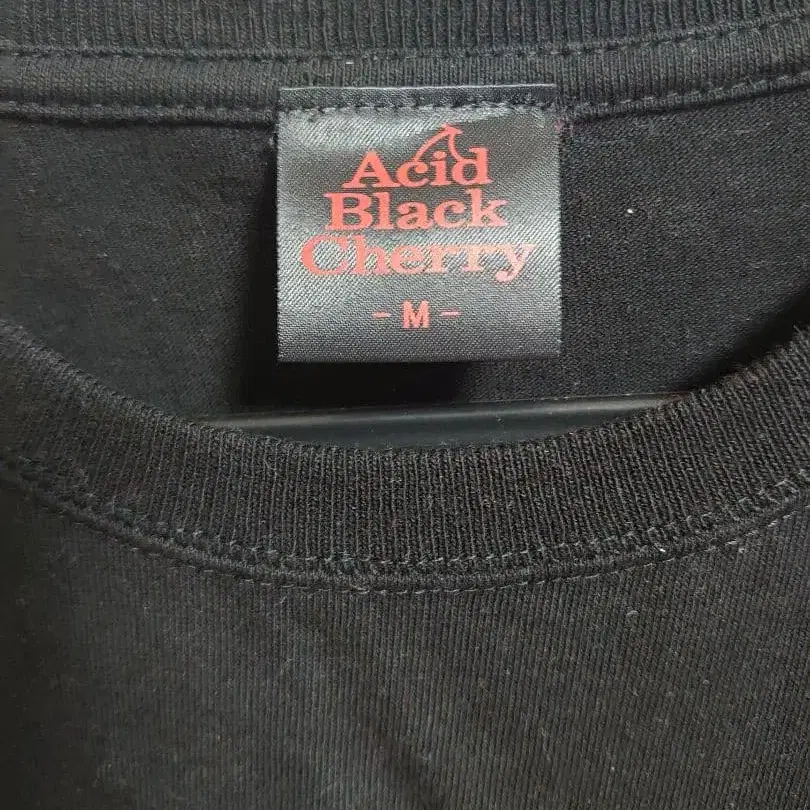 Acid
Black
Cherry
-M-